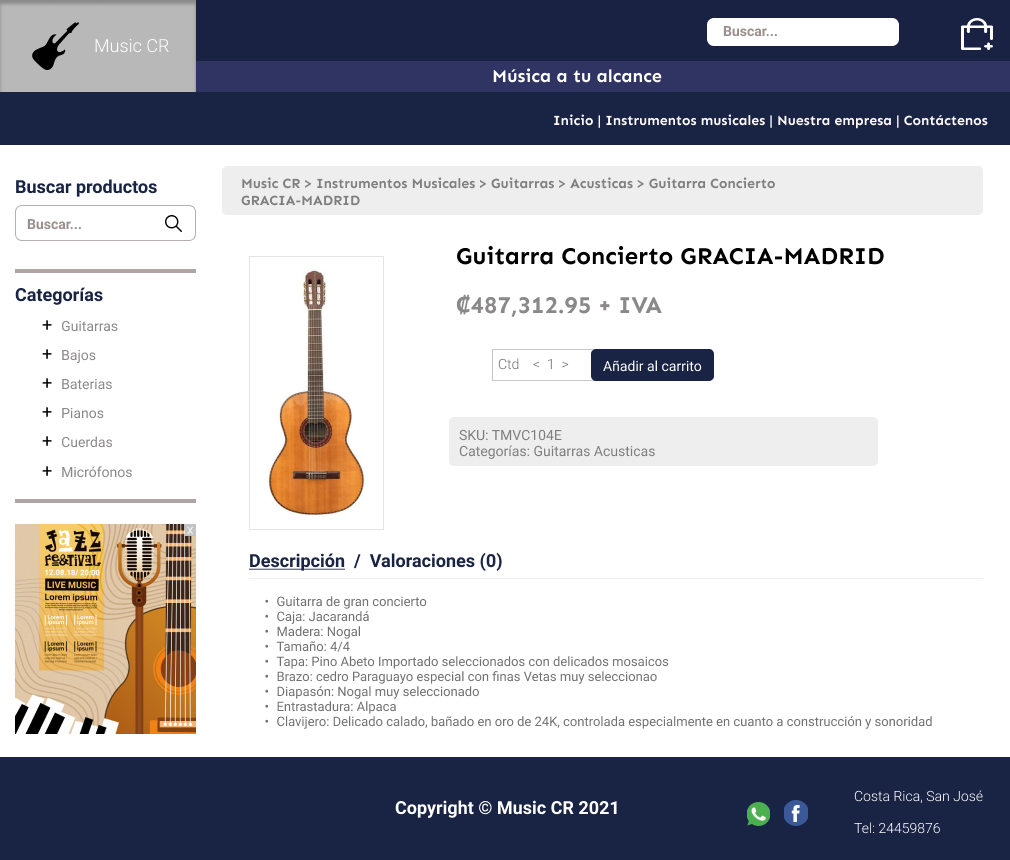 Music CR
Buscar...
Música a tu alcance
Inicio | Instrumentos musicales | Nuestra empresa | Contáctenos
Buscar productos
Buscar...
Categorías
+ Guitarras
+ Bajos
+ Baterias
+ Pianos
+ Cuerdas
+ Micrófonos
X
JaZZ
FESTIVAL
12.08.18/ 20:00
LIVE MUSIC
Lorem ipsum
Lorem ipsum
Lorem ipsum
Lorem ipsum
Lorem ipsum
Music CR > Instrumentos Musicales > Guitarras > Acusticas > Guitarra Concierto
GRACIA-MADRID
Guitarra Concierto GRACIA-MADRID
₡487,312.95 + IVA
Ctd < 1 >
Añadir al carrito
SKU: TMVC104E
Categorías: Guitarras Acusticas
Descripción / Valoraciones (0)
• Guitarra de gran concierto
• Caja: Jacarandá
• Madera: Nogal
• Tamaño: 4/4
• Tapa: Pino Abeto Importado seleccionados con delicados mosaicos
• Brazo: cedro Paraguayo especial con finas Vetas muy seleccionao
• Diapasón: Nogal muy seleccionado
• Entrastadura: Alpaca
• Clavijero: Delicado calado, bañado en oro de 24K, controlada especialmente en cuanto a construcción y sonoridad
Copyright © Music CR 2021
Costa Rica, San José
Tel: 24459876